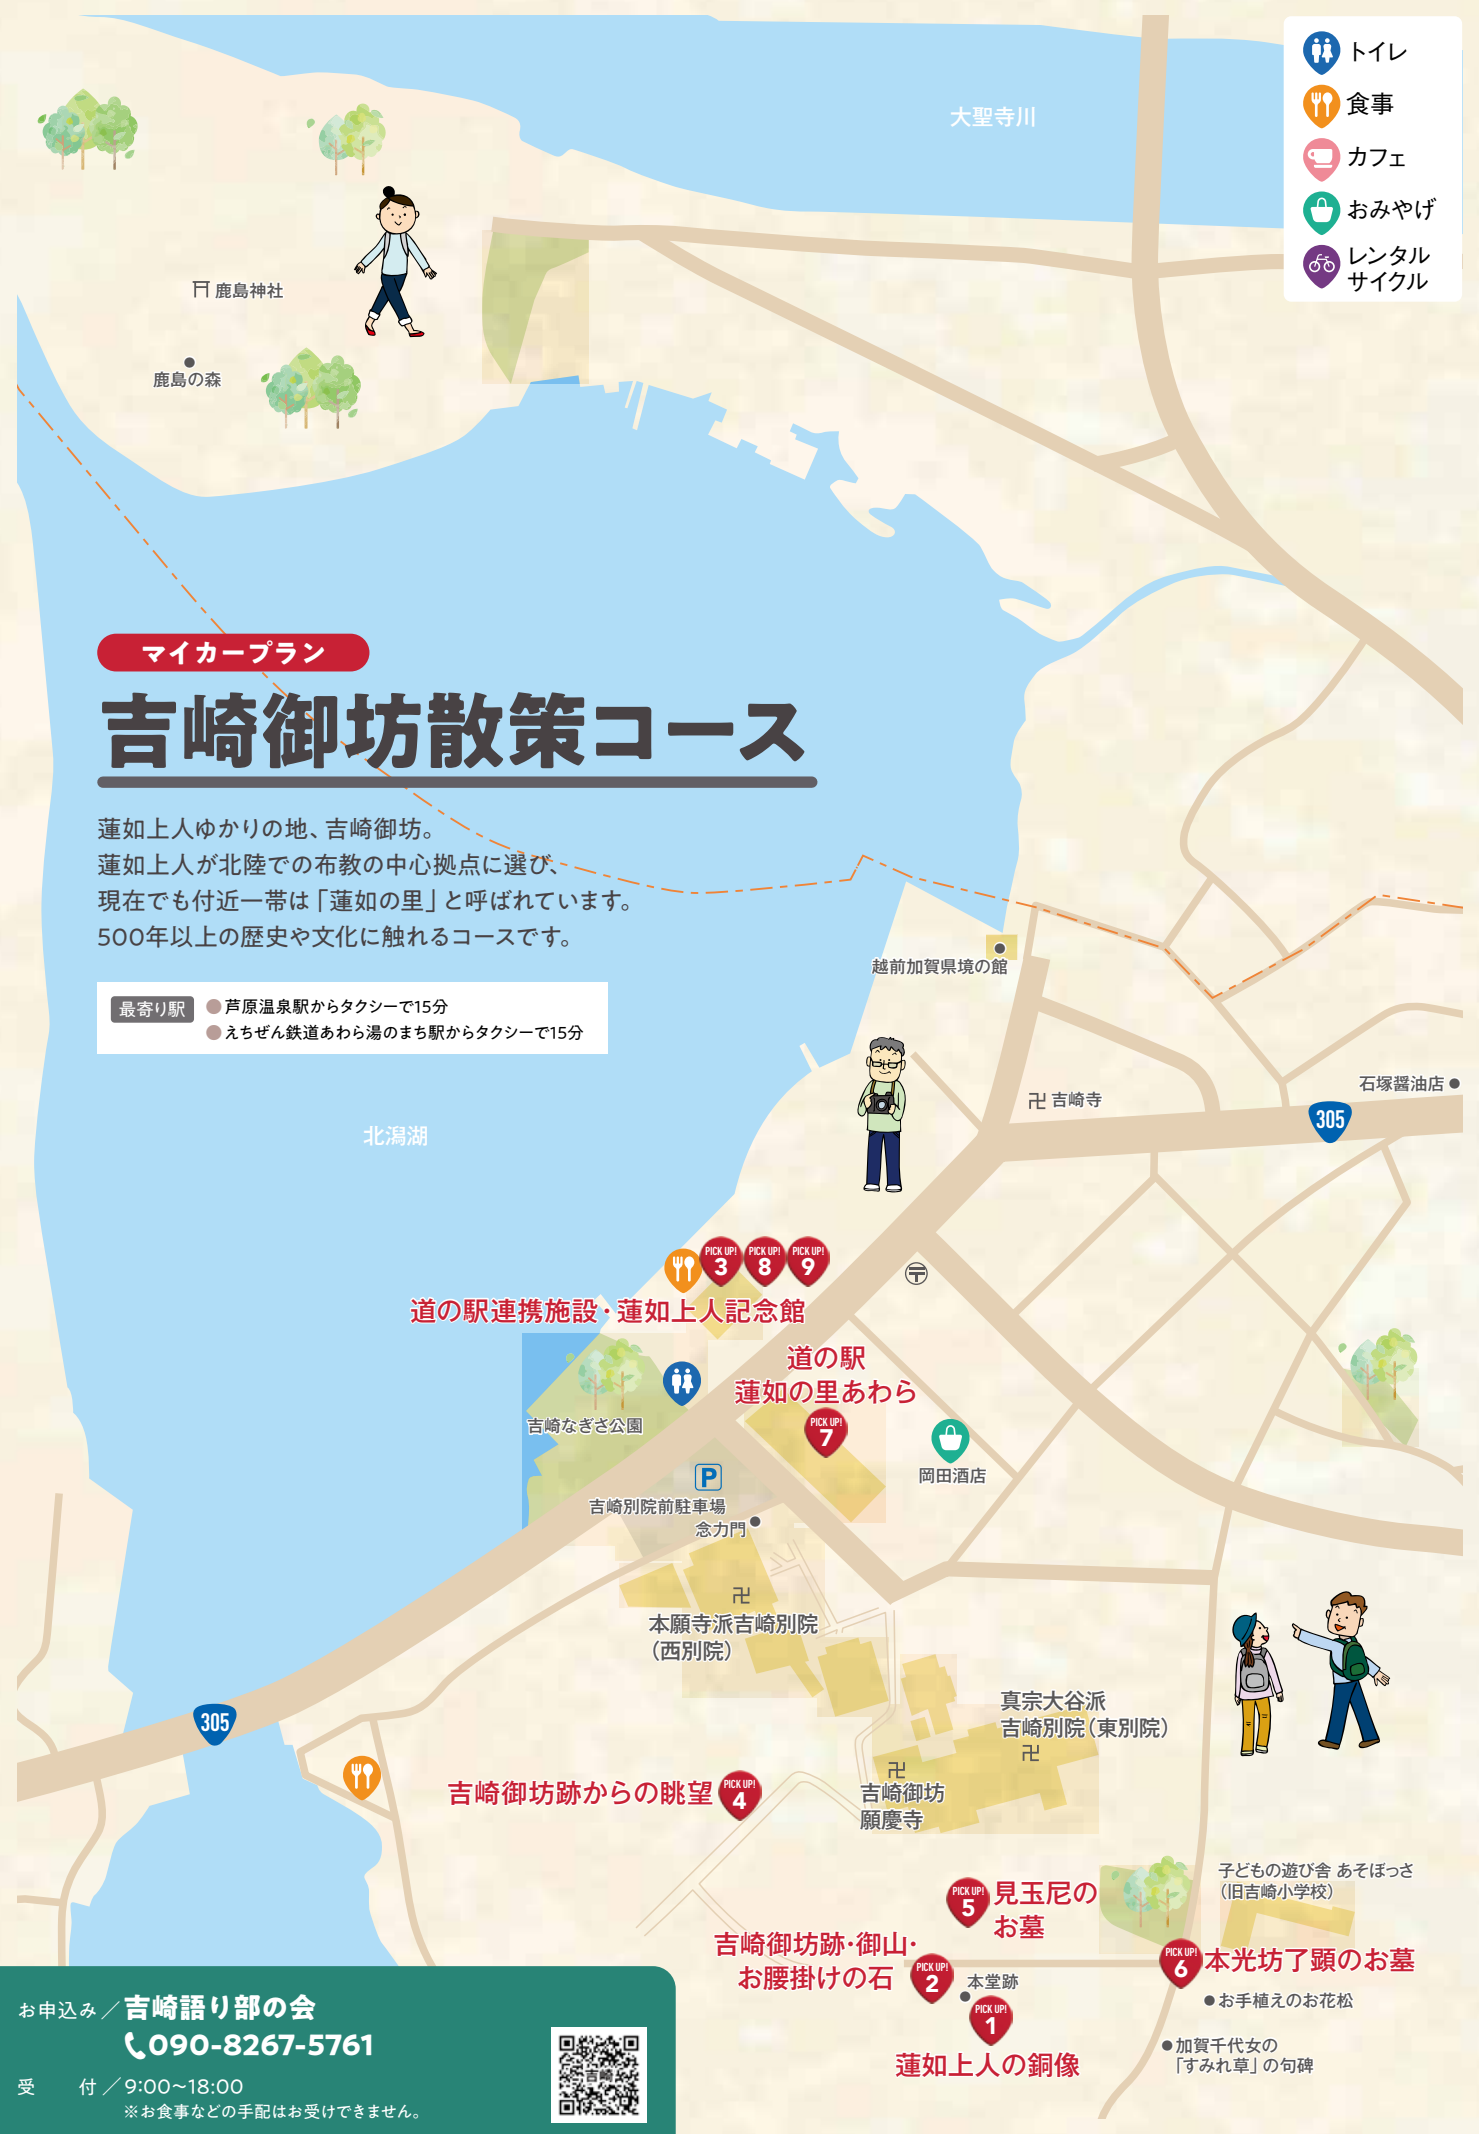 トイレ
食事
カフェ
おみやげ
レンタル
サイクル
大聖寺川
鹿島神社
鹿島の森
マイカープラン
吉崎御坊散策コース
蓮如上人ゆかりの地、吉崎御坊。
蓮如上人が北陸での布教の中心拠点に選び、
現在でも付近一帯は「蓮如の里」と呼ばれています。
500年以上の歴史や文化に触れるコースです。
最寄り駅
●芦原温泉駅からタクシーで15分
●えちぜん鉄道あわら湯のまち駅からタクシーで15分
越前加賀県境の館
北潟湖
卍 吉崎寺
石塚醤油店
305
PICK UP! 3
PICK UP! 8
PICK UP! 9
道の駅連携施設・蓮如上人記念館
〒
道の駅
蓮如の里あわら
PICK UP! 7
吉崎なぎさ公園
岡田酒店
P
吉崎別院前駐車場
念力門
卍
本願寺派吉崎別院
(西別院)
真宗大谷派
吉崎別院(東別院)
卍
305
卍
吉崎御坊
願慶寺
吉崎御坊跡からの眺望
PICK UP! 4
子どもの遊び舎 あそぼっさ
(旧吉崎小学校)
PICK UP! 5
見玉尼の
お墓
吉崎御坊跡・御山・
お腰掛けの石
PICK UP! 2
本堂跡
PICK UP! 1
蓮如上人の銅像
PICK UP! 6
本光坊了顕のお墓
●お手植えのお花松
●加賀千代女の
「すみれ草」の句碑
お申込み／吉崎語り部の会
090-8267-5761
受 付／9:00〜18:00
※お食事などの手配はお受けできません。
吉崎